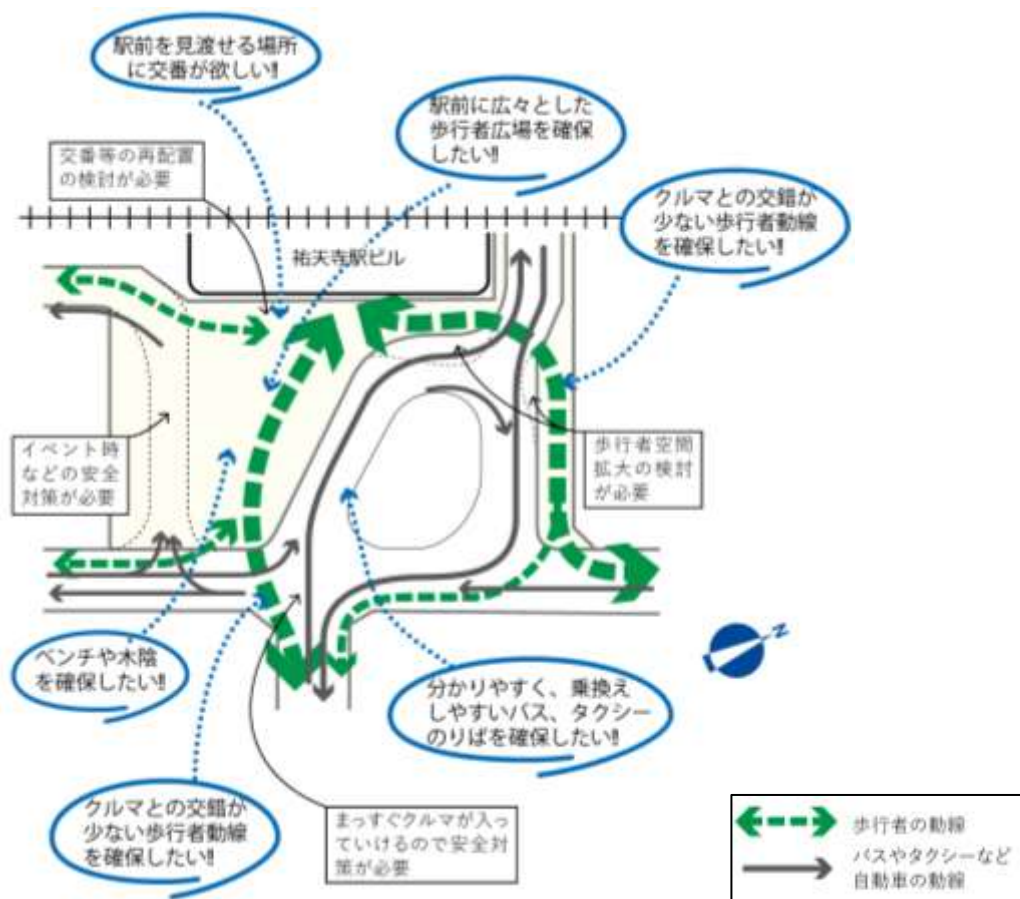 駅前を見渡せる場所
に交番が欲しい!!
駅前に広々とした
歩行者広場を確保
したい!!
交番等の再配置
の検討が必要
クルマとの交錯が
少ない歩行者動線
を確保したい!!
祐天寺駅ビル
イベント時
などの安全
対策が必要
歩行者空間
拡大の検討
が必要
ベンチや木陰
を確保したい!!
分かりやすく、乗換え
しやすいバス、タクシー
のりばを確保したい!!
N
クルマとの交錯が
少ない歩行者動線
を確保したい!!
まっすぐクルマが入っ
ていけるので安全対
策が必要
歩行者の動線
バスやタクシーなど
自動車の動線